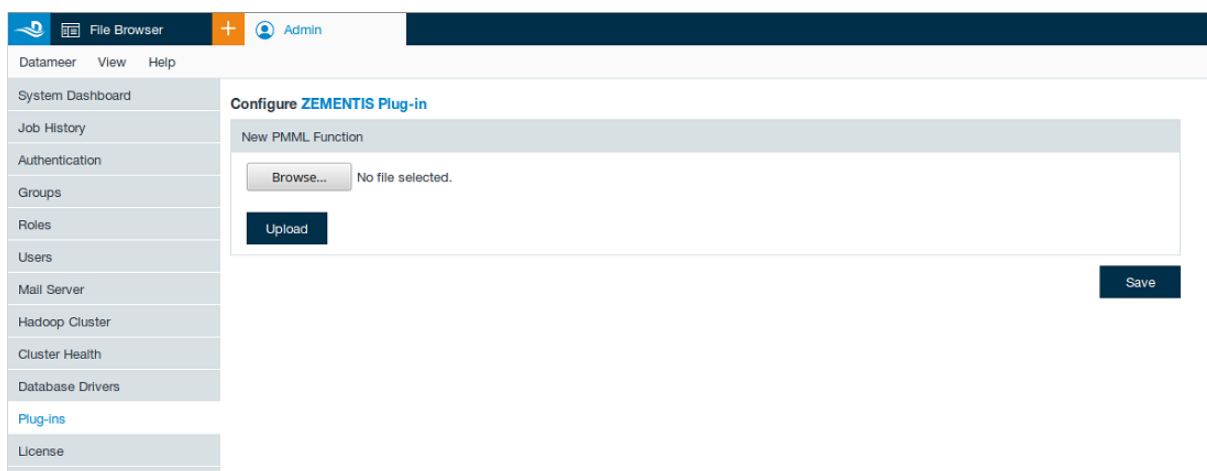 File Browser + Admin
Datameer View Help
System Dashboard
Job History
Authentication
Groups
Roles
Users
Mail Server
Hadoop Cluster
Cluster Health
Database Drivers
Plug-ins
License
Configure ZEMENTIS Plug-in
New PMML Function
Browse... No file selected.
Upload
Save